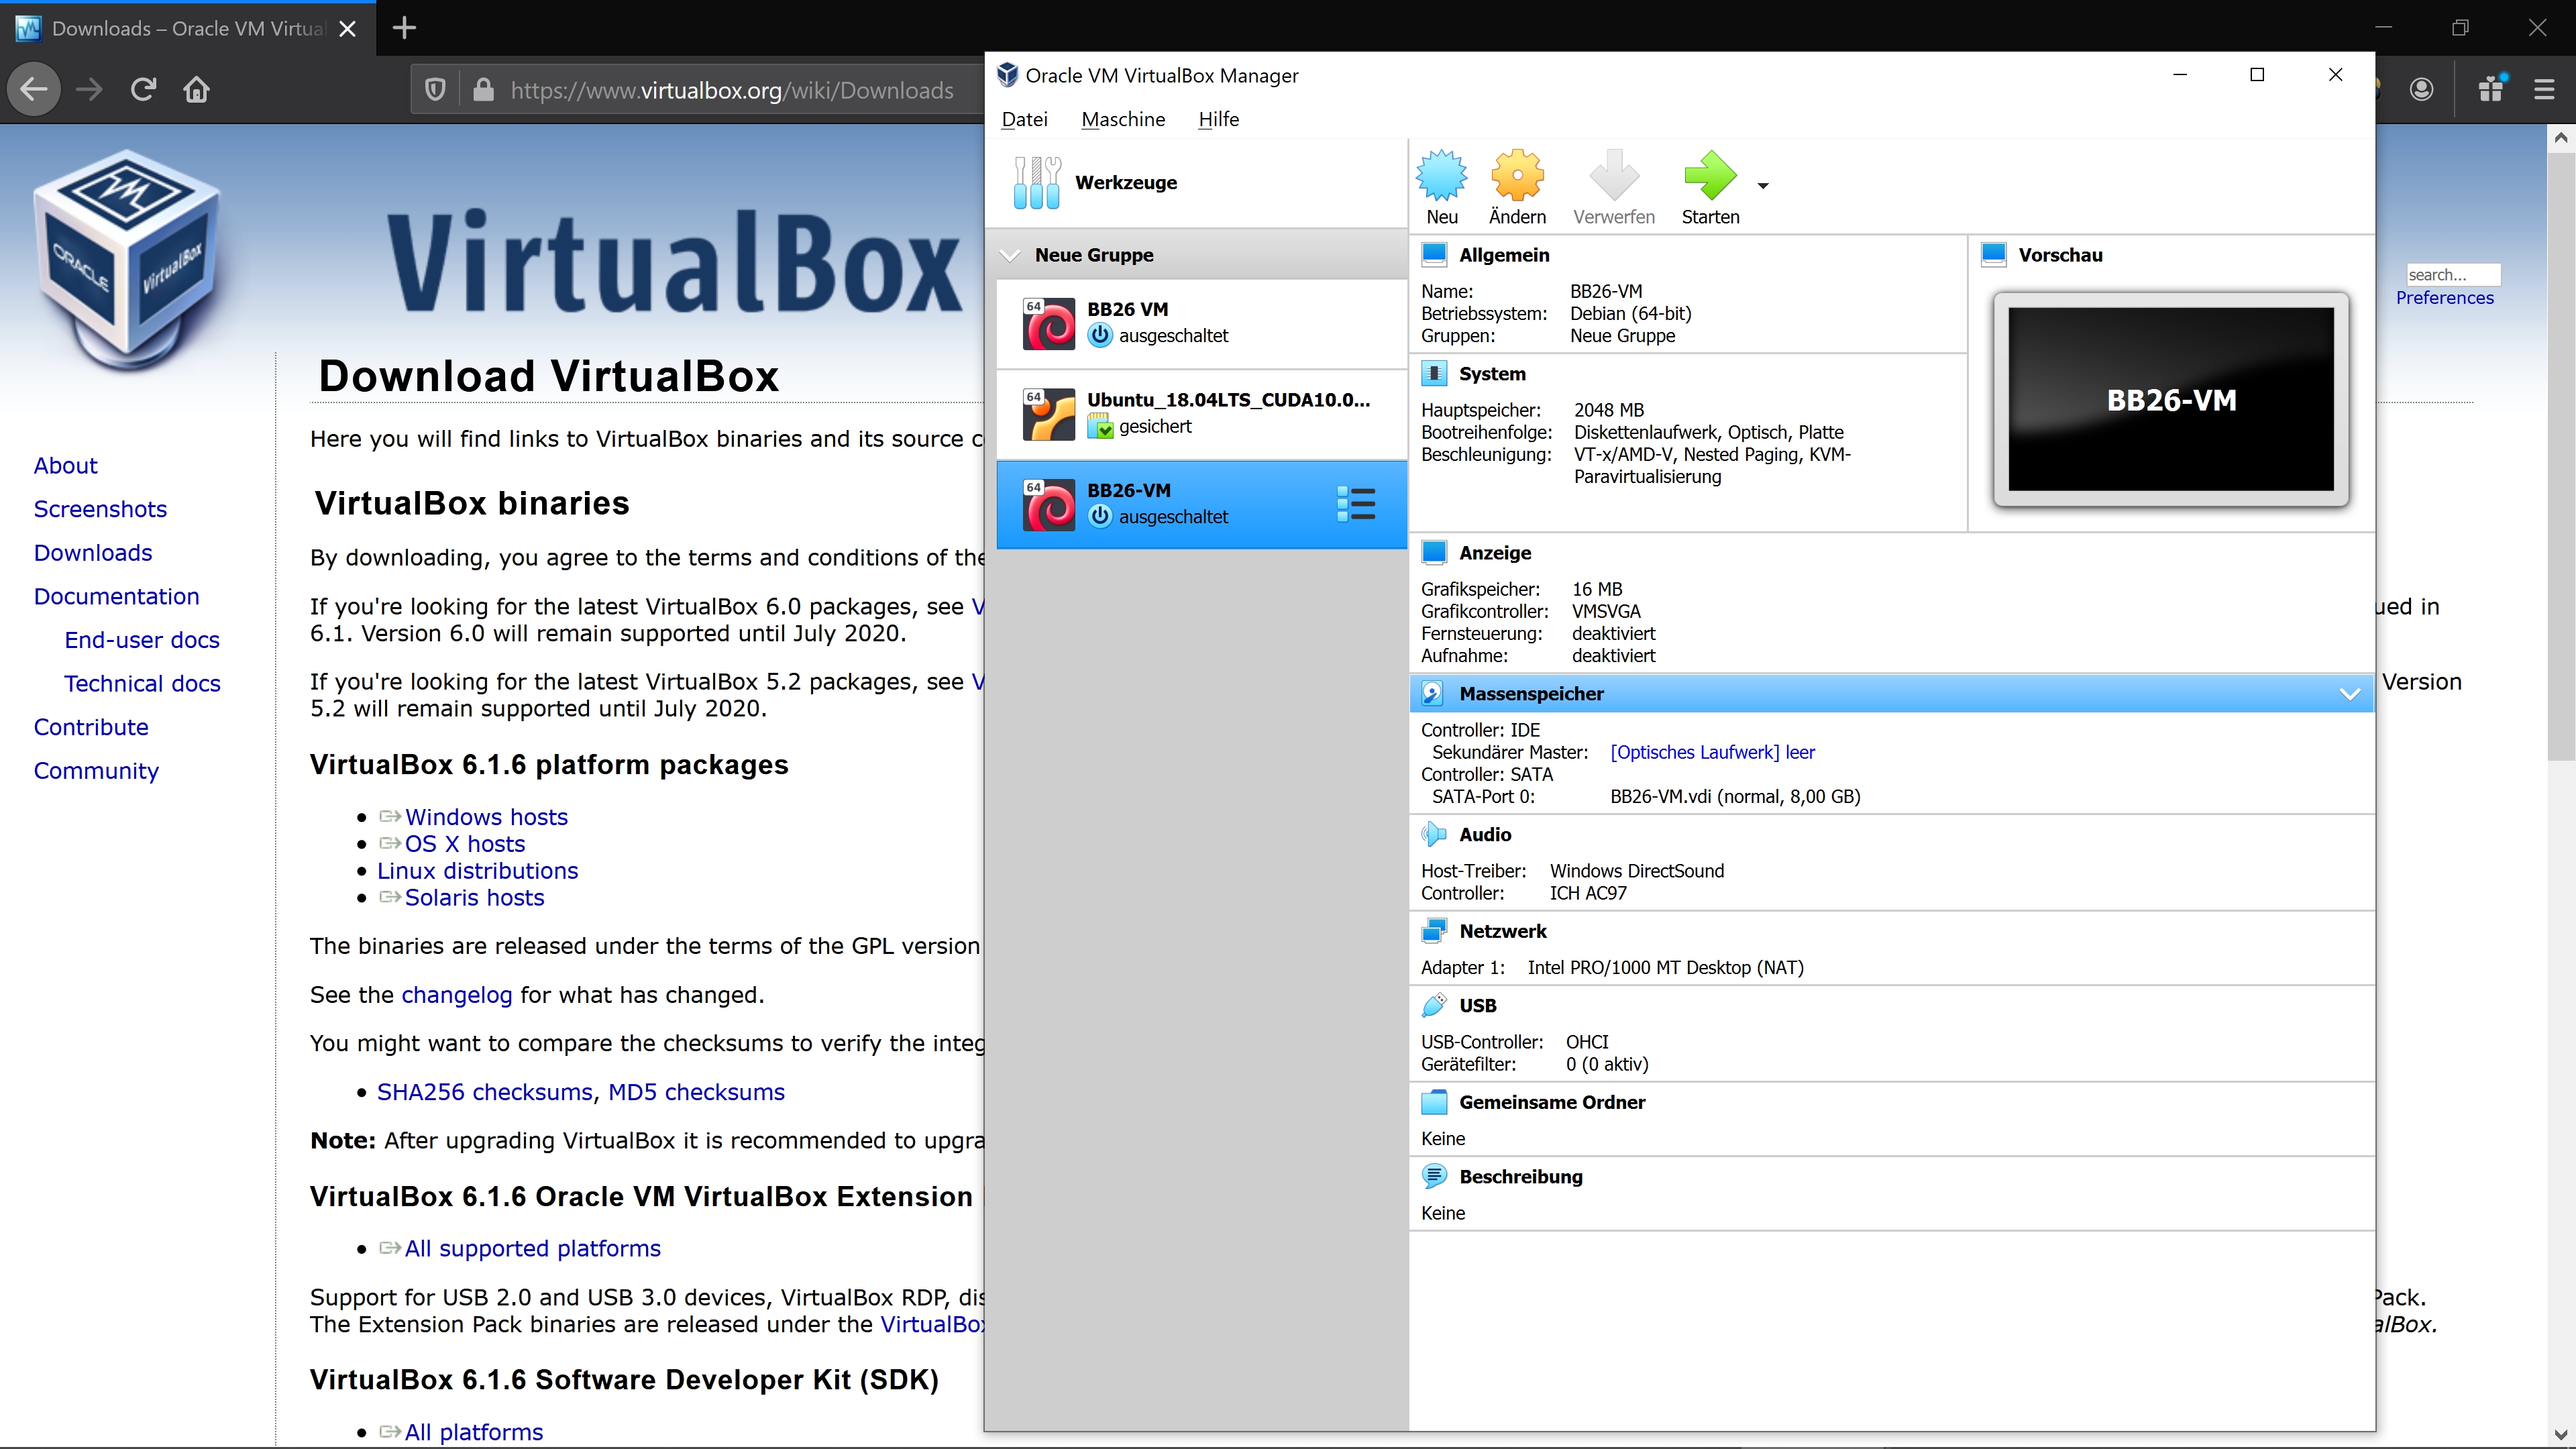 Downloads – Oracle VM Virtua
https://www.virtualbox.org/wiki/Downloads
ORACLE
VirtualBox
VirtualBox
search...
Preferences
About
Screenshots
Downloads
Documentation
End-user docs
Technical docs
Contribute
Community
Download VirtualBox
Here you will find links to VirtualBox binaries and its source c
VirtualBox binaries
By downloading, you agree to the terms and conditions of the
If you're looking for the latest VirtualBox 6.0 packages, see V
ued in
6.1. Version 6.0 will remain supported until July 2020.
If you're looking for the latest VirtualBox 5.2 packages, see V
Version
5.2 will remain supported until July 2020.
VirtualBox 6.1.6 platform packages
Windows hosts
OS X hosts
Linux distributions
Solaris hosts
The binaries are released under the terms of the GPL version
See the changelog for what has changed.
You might want to compare the checksums to verify the integ
SHA256 checksums, MD5 checksums
Note: After upgrading VirtualBox it is recommended to upgra
VirtualBox 6.1.6 Oracle VM VirtualBox Extension
All supported platforms
Support for USB 2.0 and USB 3.0 devices, VirtualBox RDP, dis
Pack.
The Extension Pack binaries are released under the VirtualBox
alBox.
VirtualBox 6.1.6 Software Developer Kit (SDK)
All platforms
Oracle VM VirtualBox Manager
Datei Maschine Hilfe
Werkzeuge
Neue Gruppe
64
BB26 VM
ausgeschaltet
64
Ubuntu_18.04LTS_CUDA10.0...
gesichert
64
BB26-VM
ausgeschaltet
Neu Ändern Verwerfen Starten
Allgemein
Name: BB26-VM
Betriebssystem: Debian (64-bit)
Gruppen: Neue Gruppe
Vorschau
BB26-VM
System
Hauptspeicher: 2048 MB
Bootreihenfolge: Diskettenlaufwerk, Optisch, Platte
Beschleunigung: VT-x/AMD-V, Nested Paging, KVM-
Paravirtualisierung
Anzeige
Grafikspeicher: 16 MB
Grafikcontroller: VMSVGA
Fernsteuerung: deaktiviert
Aufnahme: deaktiviert
Massenspeicher
Controller: IDE
Sekundärer Master: [Optisches Laufwerk] leer
Controller: SATA
SATA-Port 0: BB26-VM.vdi (normal, 8,00 GB)
Audio
Host-Treiber: Windows DirectSound
Controller: ICH AC97
Netzwerk
Adapter 1: Intel PRO/1000 MT Desktop (NAT)
USB
USB-Controller: OHCI
Gerätefilter: 0 (0 aktiv)
Gemeinsame Ordner
Keine
Beschreibung
Keine